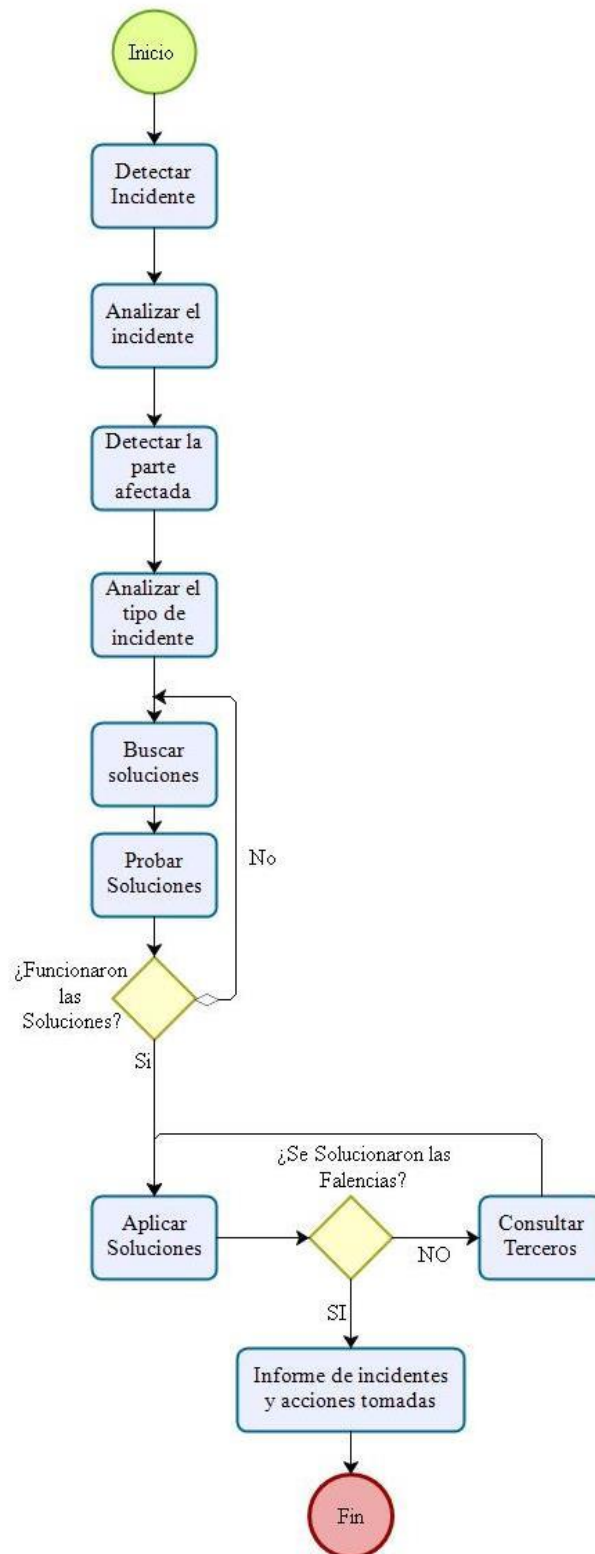 Inicio
Detectar
Incidente
Analizar el
incidente
Detectar la
parte
afectada
Analizar el
tipo de
incidente
Buscar
soluciones
Probar
Soluciones
No
¿Funcionaron
las
Soluciones?
Si
¿Se Solucionaron las
Falencias?
Aplicar
Soluciones
NO
Consultar
Terceros
SI
Informe de incidentes
y acciones tomadas
Fin